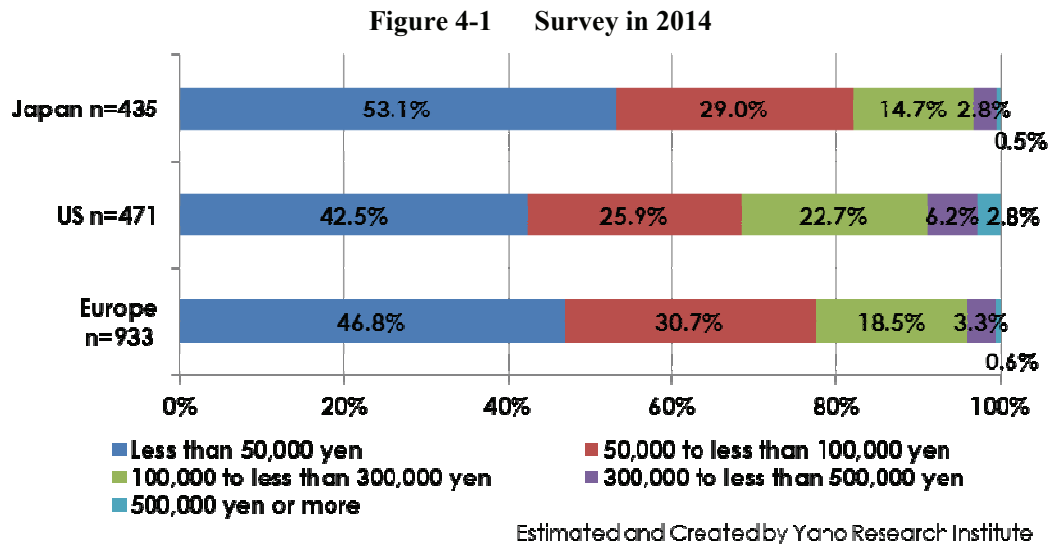 Figure 4-1 Survey in 2014
Japan n=435
53.1% 29.0% 14.7% 2.8%
0.5%
US n=471
42.5% 25.9% 22.7% 6.2% 2.8%
Europe
n=933
46.8% 30.7% 18.5% 3.3%
0.6%
0% 20% 40% 60% 80% 100%
Less than 50,000 yen 50,000 to less than 100,000 yen
100,000 to less than 300,000 yen 300,000 to less than 500,000 yen
500,000 yen or more
Estimated and Created by Yano Research Institute